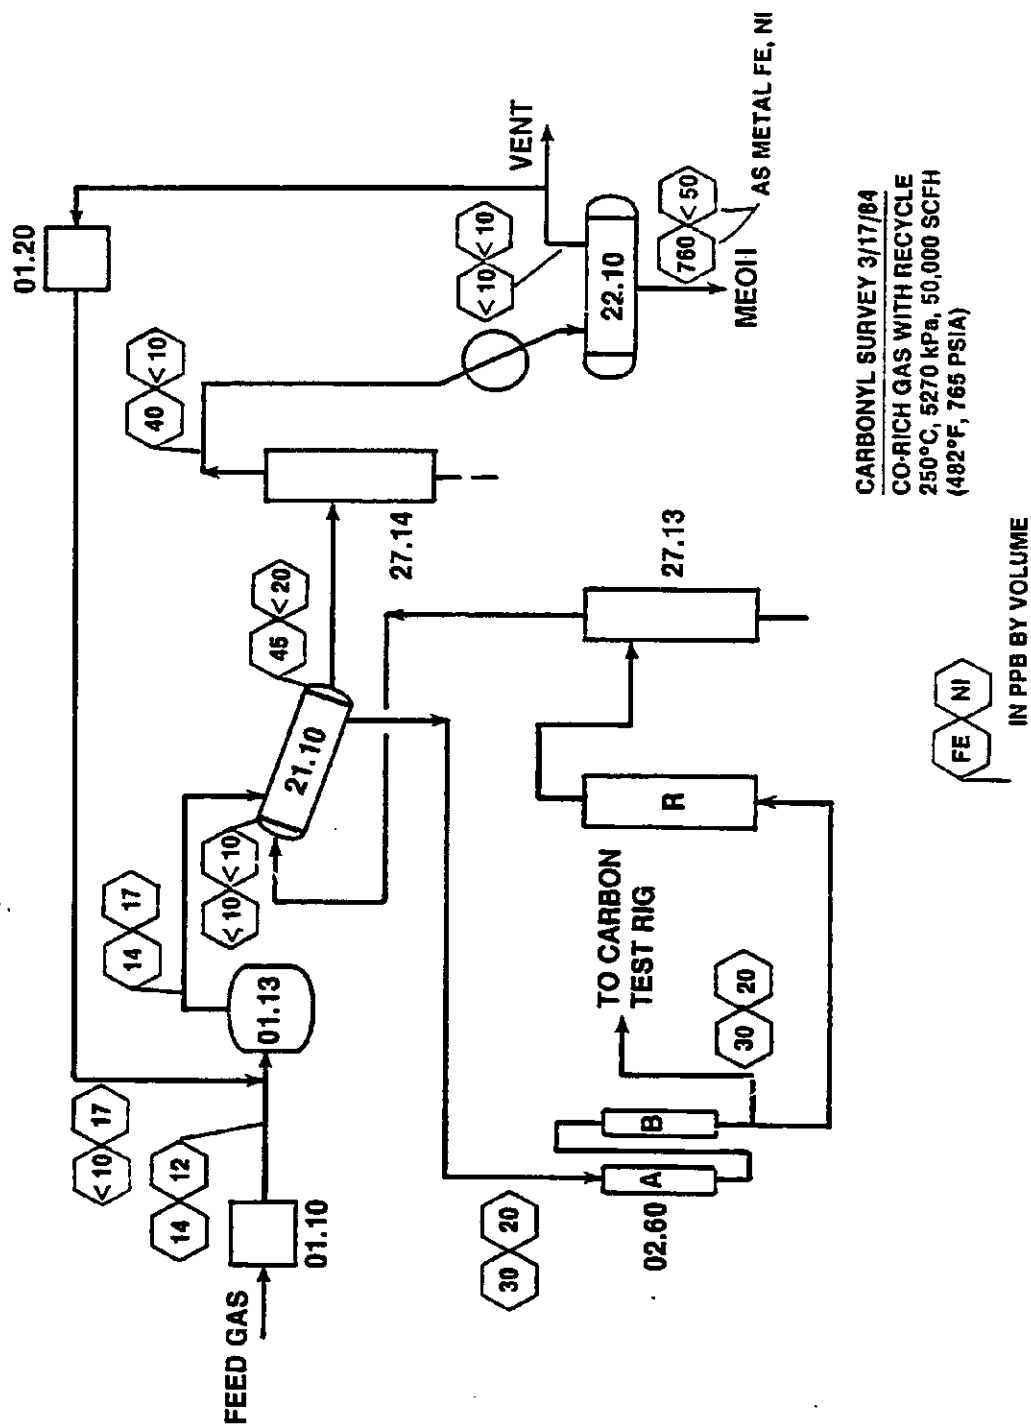 01.20
VENT
< 10 < 10
40 < 10
22.10
760 < 50
AS METAL FE, NI
MEOH
27.14
45 < 20
21.10
< 10 < 10
14 17
01.13
< 10 17
14 12
01.10
FEED GAS
27.13
R
TO CARBON
TEST RIG
30 20
B
A
02.60
30 20
CARBONYL SURVEY 3/17/84
CO-RICH GAS WITH RECYCLE
250°C, 5270 kPa, 50,000 SCFH
(482°F, 765 PSIA)
FE NI
IN PPB BY VOLUME